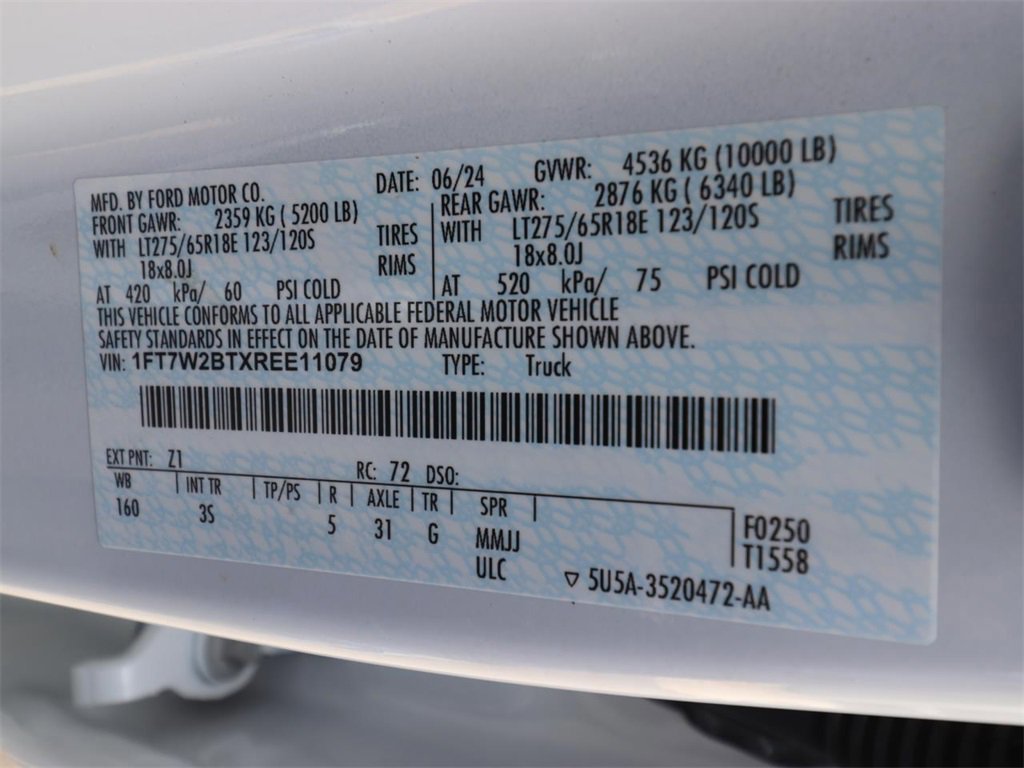 MFD. BY FORD MOTOR CO. DATE: 06/24 GVWR: 4536 KG (10000 LB)
FRONT GAWR: 2359 KG ( 5200 LB) REAR GAWR: 2876 KG ( 6340 LB)
WITH LT275/65R18E 123/120S TIRES WITH LT275/65R18E 123/120S TIRES
18x8.0J RIMS 18x8.0J RIMS
AT 420 kPa/ 60 PSI COLD AT 520 kPa/ 75 PSI COLD
THIS VEHICLE CONFORMS TO ALL APPLICABLE FEDERAL MOTOR VEHICLE
SAFETY STANDARDS IN EFFECT ON THE DATE OF MANUFACTURE SHOWN ABOVE.
VIN: 1FT7W2BTXREE11079 TYPE: Truck
EXT PNT: Z1 RC: 72 DSO:
WB INT TR TP/PS R AXLE TR SPR
160 3S 5 31 G MMJJ F0250
ULC T1558
▽ 5U5A-3520472-AA